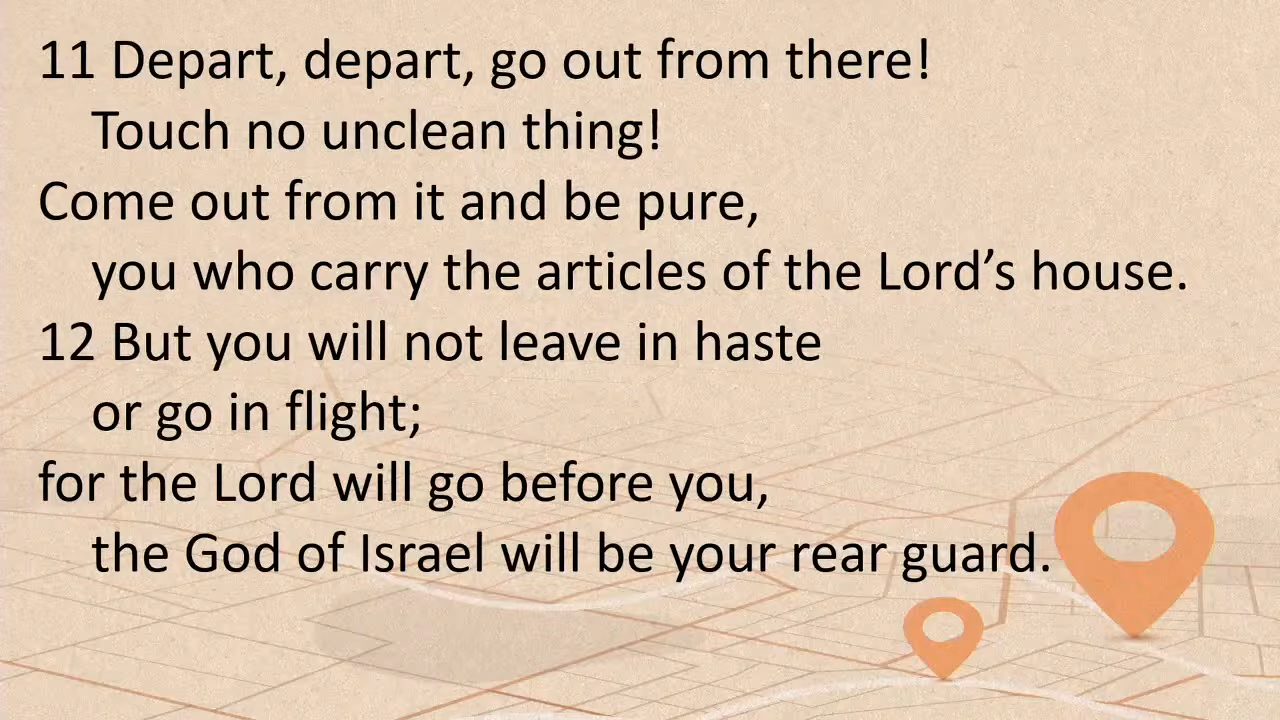 11 Depart, depart, go out from there!
Touch no unclean thing!
Come out from it and be pure,
you who carry the articles of the Lord’s house.
12 But you will not leave in haste
or go in flight;
for the Lord will go before you,
the God of Israel will be your rear guard.